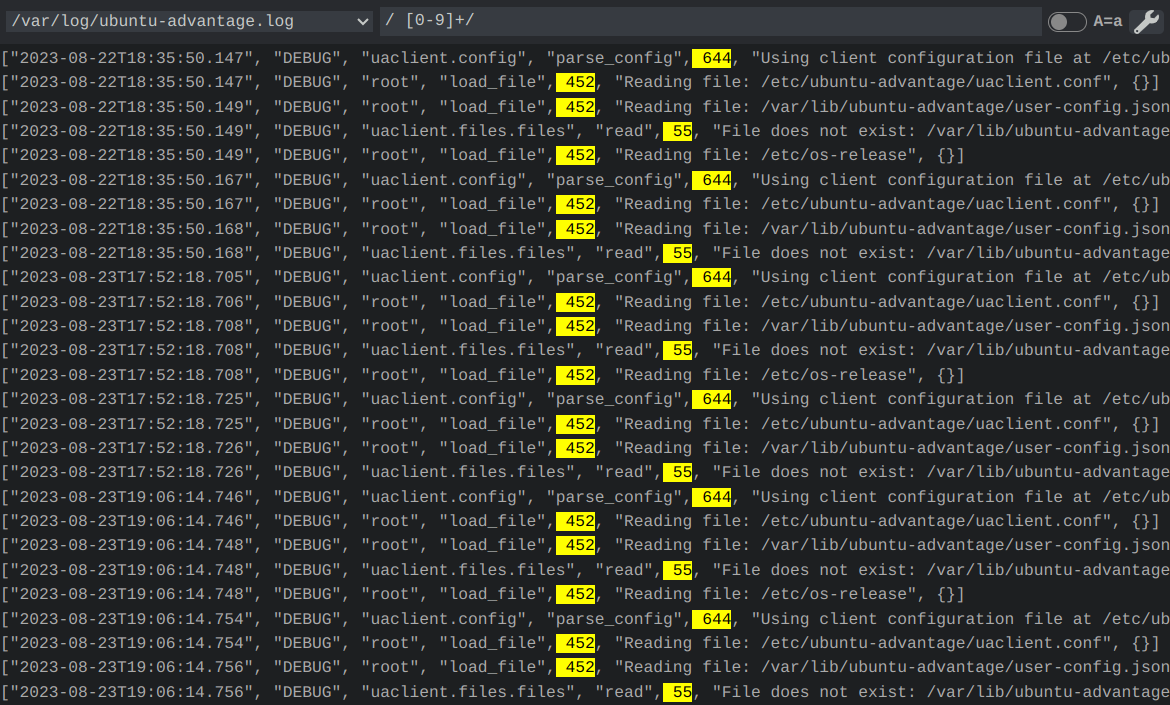 /var/log/ubuntu-advantage.log / [0-9]+/ A=a
["2023-08-22T18:35:50.147", "DEBUG", "uaclient.config", "parse_config", 644, "Using client configuration file at /etc/ub
["2023-08-22T18:35:50.147", "DEBUG", "root", "load_file", 452, "Reading file: /etc/ubuntu-advantage/uaclient.conf", {}]
["2023-08-22T18:35:50.149", "DEBUG", "root", "load_file", 452, "Reading file: /var/lib/ubuntu-advantage/user-config.json
["2023-08-22T18:35:50.149", "DEBUG", "uaclient.files.files", "read", 55, "File does not exist: /var/lib/ubuntu-advantage
["2023-08-22T18:35:50.149", "DEBUG", "root", "load_file", 452, "Reading file: /etc/os-release", {}]
["2023-08-22T18:35:50.167", "DEBUG", "uaclient.config", "parse_config", 644, "Using client configuration file at /etc/ub
["2023-08-22T18:35:50.167", "DEBUG", "root", "load_file", 452, "Reading file: /etc/ubuntu-advantage/uaclient.conf", {}]
["2023-08-22T18:35:50.168", "DEBUG", "root", "load_file", 452, "Reading file: /var/lib/ubuntu-advantage/user-config.json
["2023-08-22T18:35:50.168", "DEBUG", "uaclient.files.files", "read", 55, "File does not exist: /var/lib/ubuntu-advantage
["2023-08-23T17:52:18.705", "DEBUG", "uaclient.config", "parse_config", 644, "Using client configuration file at /etc/ub
["2023-08-23T17:52:18.706", "DEBUG", "root", "load_file", 452, "Reading file: /etc/ubuntu-advantage/uaclient.conf", {}]
["2023-08-23T17:52:18.708", "DEBUG", "root", "load_file", 452, "Reading file: /var/lib/ubuntu-advantage/user-config.json
["2023-08-23T17:52:18.708", "DEBUG", "uaclient.files.files", "read", 55, "File does not exist: /var/lib/ubuntu-advantage
["2023-08-23T17:52:18.708", "DEBUG", "root", "load_file", 452, "Reading file: /etc/os-release", {}]
["2023-08-23T17:52:18.725", "DEBUG", "uaclient.config", "parse_config", 644, "Using client configuration file at /etc/ub
["2023-08-23T17:52:18.725", "DEBUG", "root", "load_file", 452, "Reading file: /etc/ubuntu-advantage/uaclient.conf", {}]
["2023-08-23T17:52:18.726", "DEBUG", "root", "load_file", 452, "Reading file: /var/lib/ubuntu-advantage/user-config.json
["2023-08-23T17:52:18.726", "DEBUG", "uaclient.files.files", "read", 55, "File does not exist: /var/lib/ubuntu-advantage
["2023-08-23T19:06:14.746", "DEBUG", "uaclient.config", "parse_config", 644, "Using client configuration file at /etc/ub
["2023-08-23T19:06:14.746", "DEBUG", "root", "load_file", 452, "Reading file: /etc/ubuntu-advantage/uaclient.conf", {}]
["2023-08-23T19:06:14.748", "DEBUG", "root", "load_file", 452, "Reading file: /var/lib/ubuntu-advantage/user-config.json
["2023-08-23T19:06:14.748", "DEBUG", "uaclient.files.files", "read", 55, "File does not exist: /var/lib/ubuntu-advantage
["2023-08-23T19:06:14.748", "DEBUG", "root", "load_file", 452, "Reading file: /etc/os-release", {}]
["2023-08-23T19:06:14.754", "DEBUG", "uaclient.config", "parse_config", 644, "Using client configuration file at /etc/ub
["2023-08-23T19:06:14.754", "DEBUG", "root", "load_file", 452, "Reading file: /etc/ubuntu-advantage/uaclient.conf", {}]
["2023-08-23T19:06:14.756", "DEBUG", "root", "load_file", 452, "Reading file: /var/lib/ubuntu-advantage/user-config.json
["2023-08-23T19:06:14.756", "DEBUG", "uaclient.files.files", "read", 55, "File does not exist: /var/lib/ubuntu-advantage